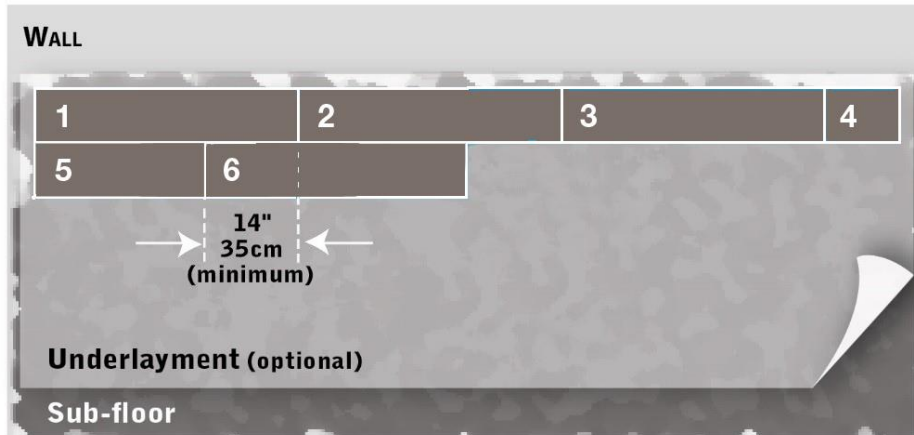 WALL
1 2 3 4
5 6
14"
35cm
(minimum)
Underlayment (optional)
Sub-floor